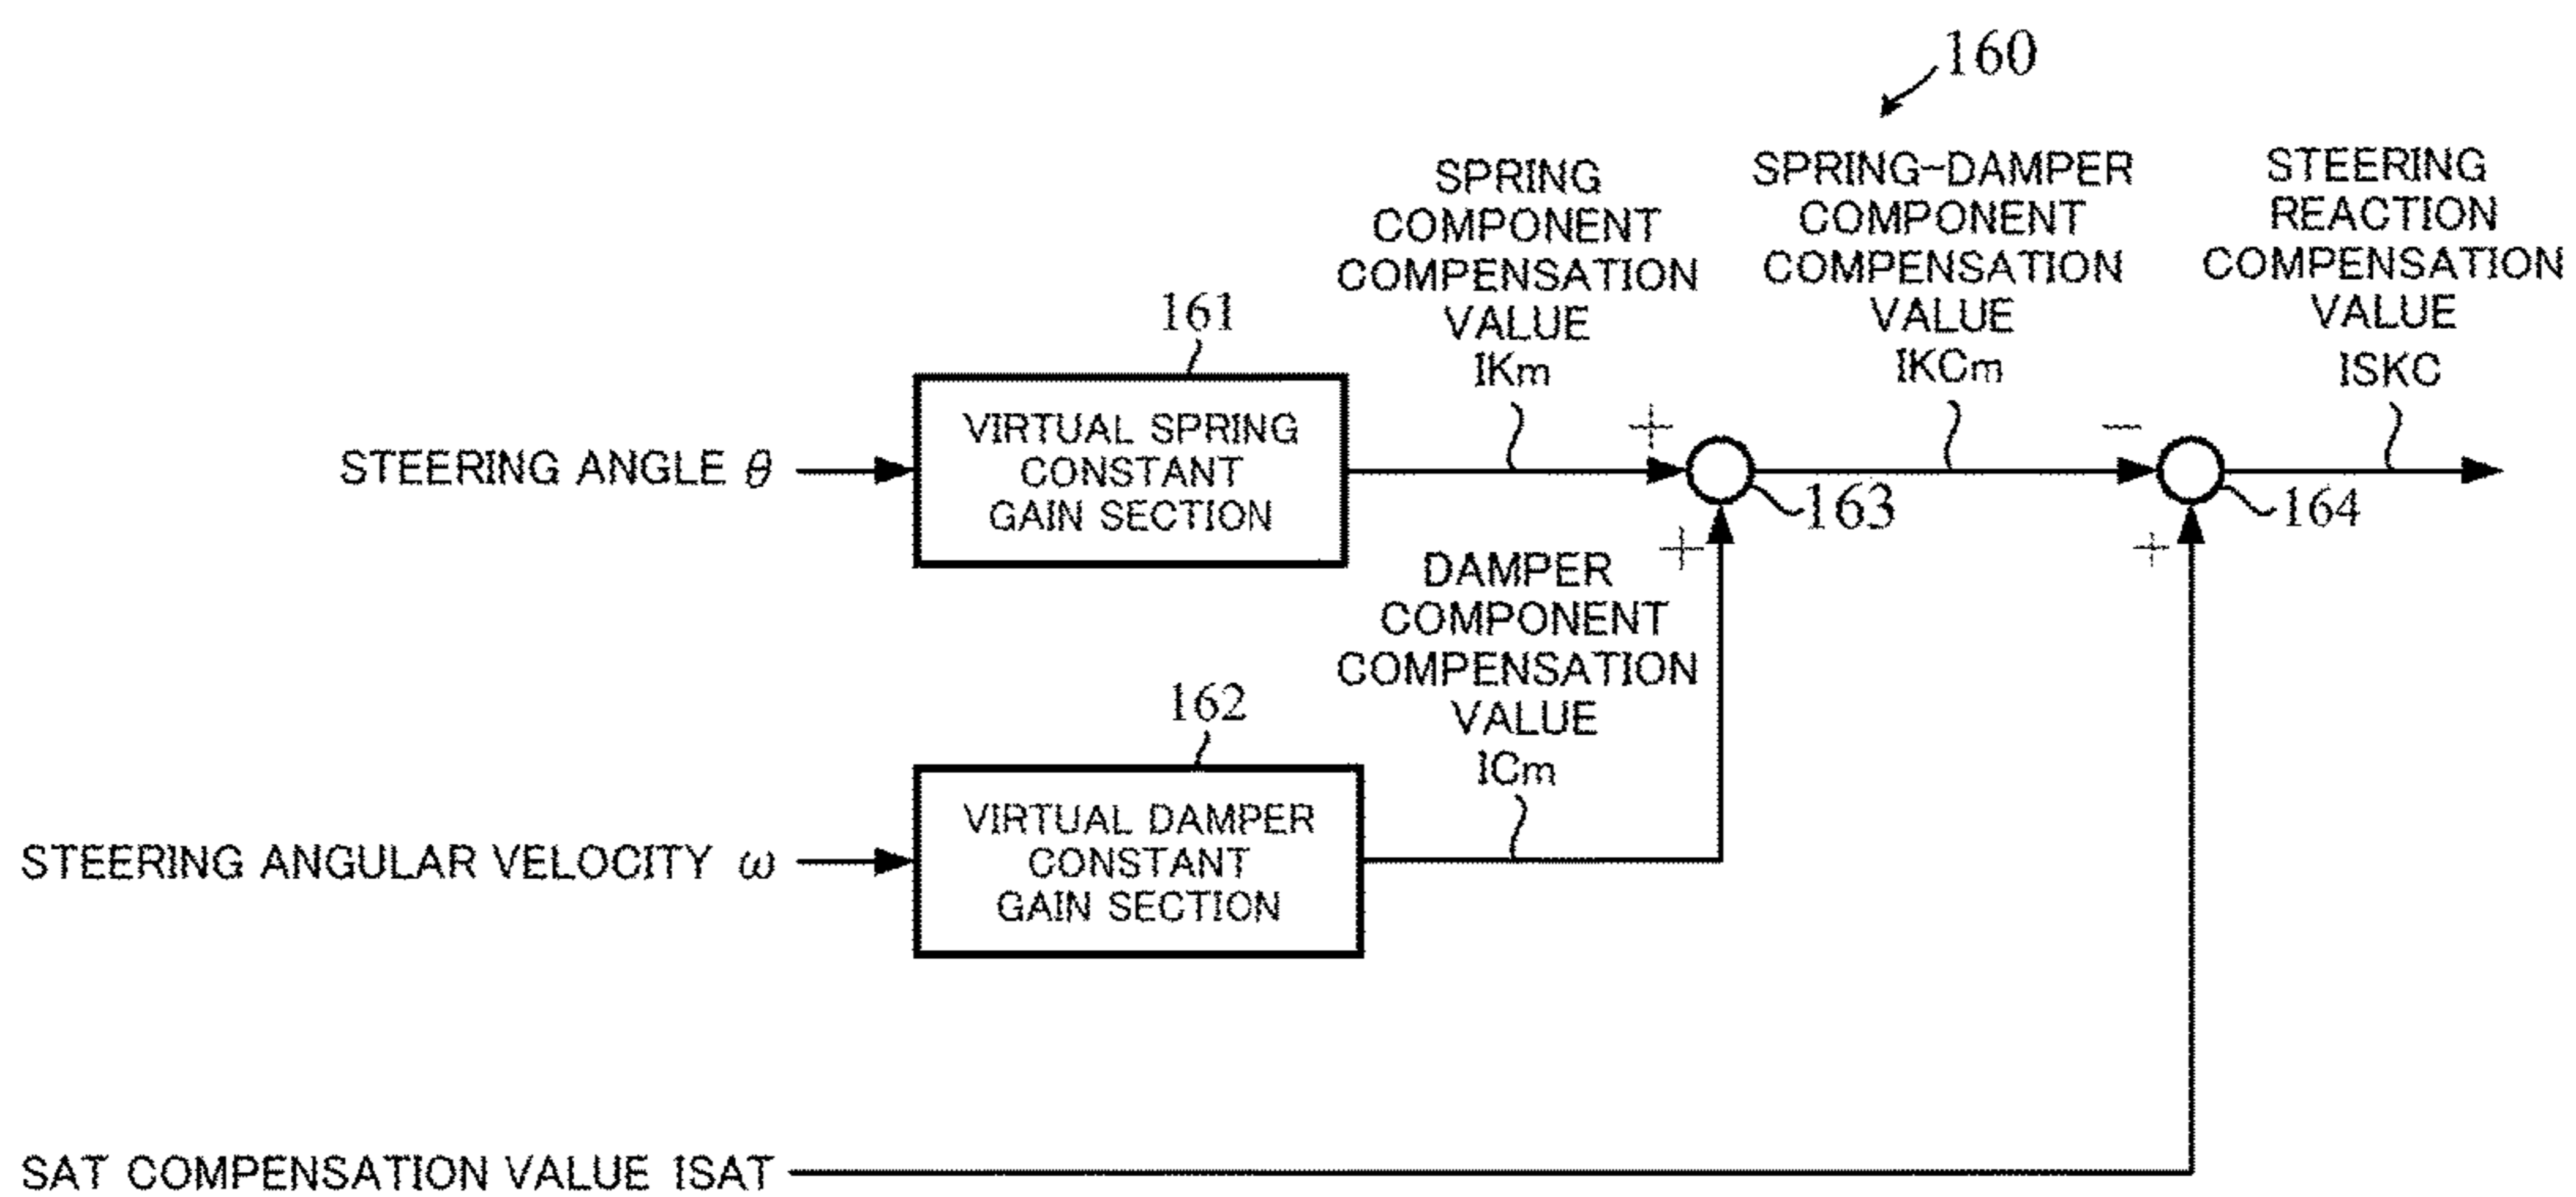 160
SPRING
COMPONENT
COMPENSATION
VALUE
IKm
SPRING-DAMPER
COMPONENT
COMPENSATION
VALUE
IKCm
STEERING
REACTION
COMPENSATION
VALUE
ISKC
161
VIRTUAL SPRING
CONSTANT
GAIN SECTION
STEERING ANGLE θ
+
+
163
−
+
164
DAMPER
COMPONENT
COMPENSATION
VALUE
ICm
162
VIRTUAL DAMPER
CONSTANT
GAIN SECTION
STEERING ANGULAR VELOCITY ω
SAT COMPENSATION VALUE ISAT